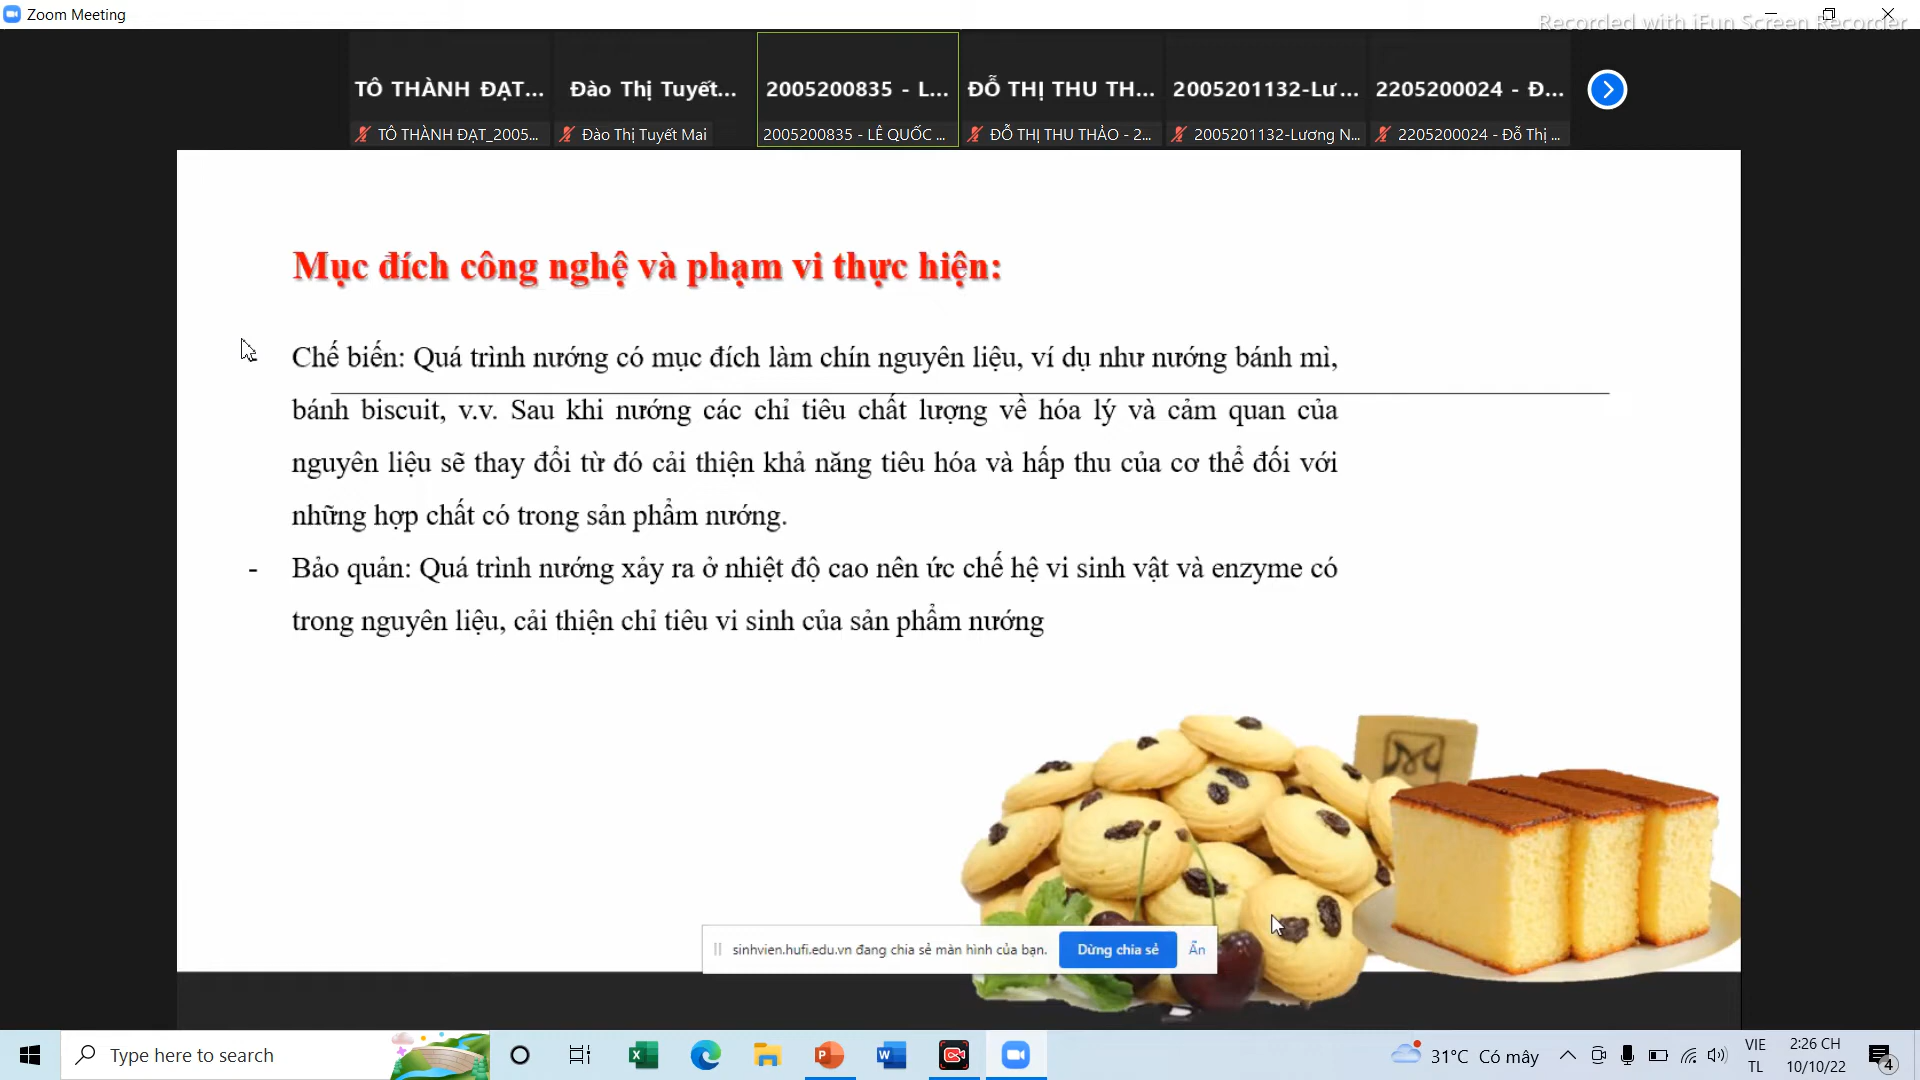 Zoom Meeting
Recorded with iFun Screen Recorder
TÔ THÀNH ĐẠT...
Đào Thị Tuyết...
2005200835 - L...
ĐỖ THỊ THU TH...
2005201132-Lư...
2205200024 - Đ...
TÔ THÀNH ĐẠT_2005...
Đào Thị Tuyết Mai
2005200835 - LÊ QUỐC ...
ĐỖ THỊ THU THẢO - 2...
2005201132-Lương N...
2205200024 - Đỗ Thị ...
Mục đích công nghệ và phạm vi thực hiện:
Chế biến: Quá trình nướng có mục đích làm chín nguyên liệu, ví dụ như nướng bánh mì,
bánh biscuit, v.v. Sau khi nướng các chỉ tiêu chất lượng về hóa lý và cảm quan của
nguyên liệu sẽ thay đổi từ đó cải thiện khả năng tiêu hóa và hấp thu của cơ thể đối với
những hợp chất có trong sản phẩm nướng.
- Bảo quản: Quá trình nướng xảy ra ở nhiệt độ cao nên ức chế hệ vi sinh vật và enzyme có
trong nguyên liệu, cải thiện chỉ tiêu vi sinh của sản phẩm nướng
sinhvien.hufi.edu.vn đang chia sẻ màn hình của bạn.
Dừng chia sẻ
Ẩn
Type here to search
31°C Có mây
VIE
TL
2:26 CH
10/10/22
4